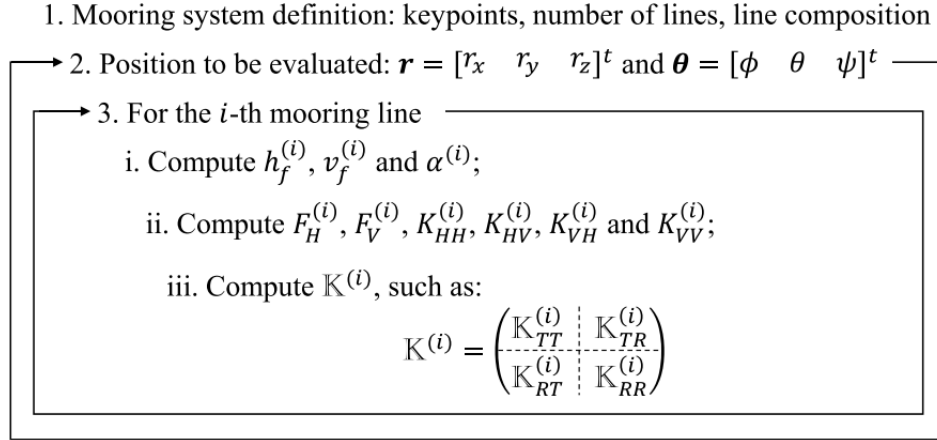 1. Mooring system definition: keypoints, number of lines, line composition
2. Position to be evaluated: 𝒓 = [r_x r_y r_z]^t and 𝜽 = [ϕ θ ψ]^t
3. For the i-th mooring line
i. Compute h_f^(i), v_f^(i) and α^(i);
ii. Compute F_H^(i), F_V^(i), K_HH^(i), K_HV^(i), K_VH^(i) and K_VV^(i);
iii. Compute 𝕂^(i), such as:
𝕂^(i) = (𝕂_TT^(i) 𝕂_TR^(i)
𝕂_RT^(i) 𝕂_RR^(i))